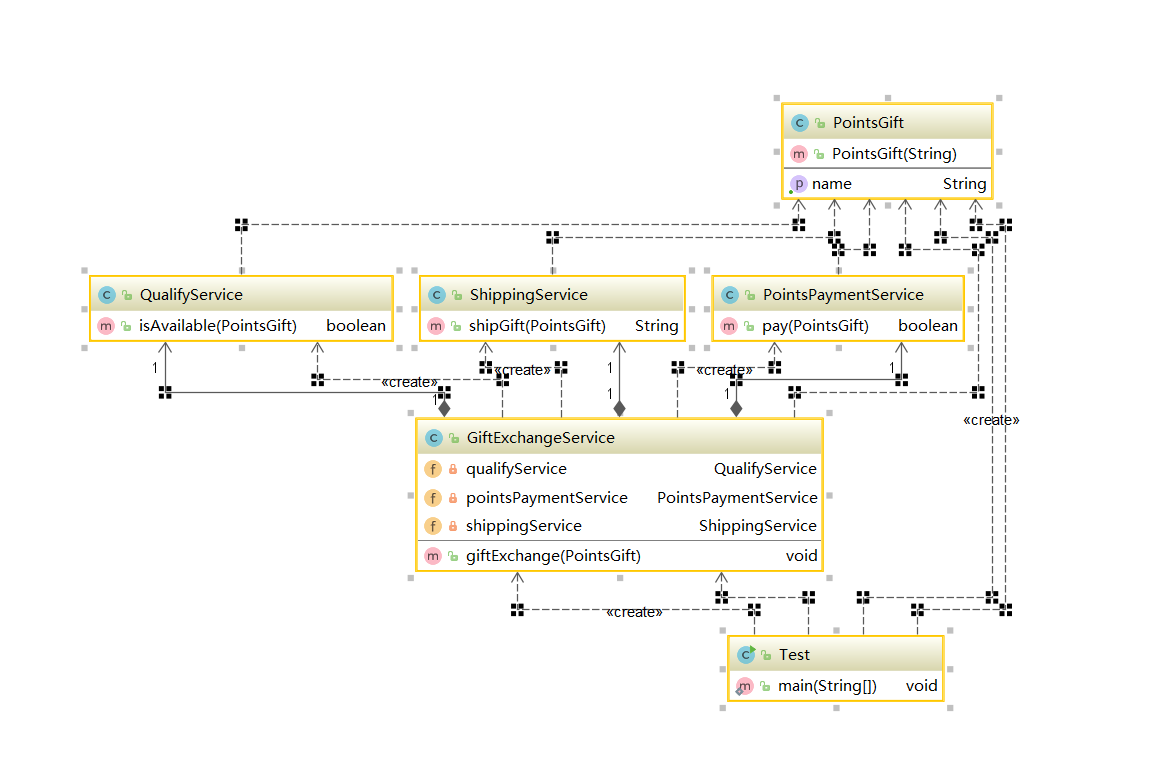 PointsGift
PointsGift(String)
name String
QualifyService
isAvailable(PointsGift) boolean
ShippingService
shipGift(PointsGift) String
PointsPaymentService
pay(PointsGift) boolean
1
1
1
«create»
«create»
«create»
1
1
1
«create»
GiftExchangeService
qualifyService QualifyService
pointsPaymentService PointsPaymentService
shippingService ShippingService
giftExchange(PointsGift) void
«create»
Test
main(String[]) void